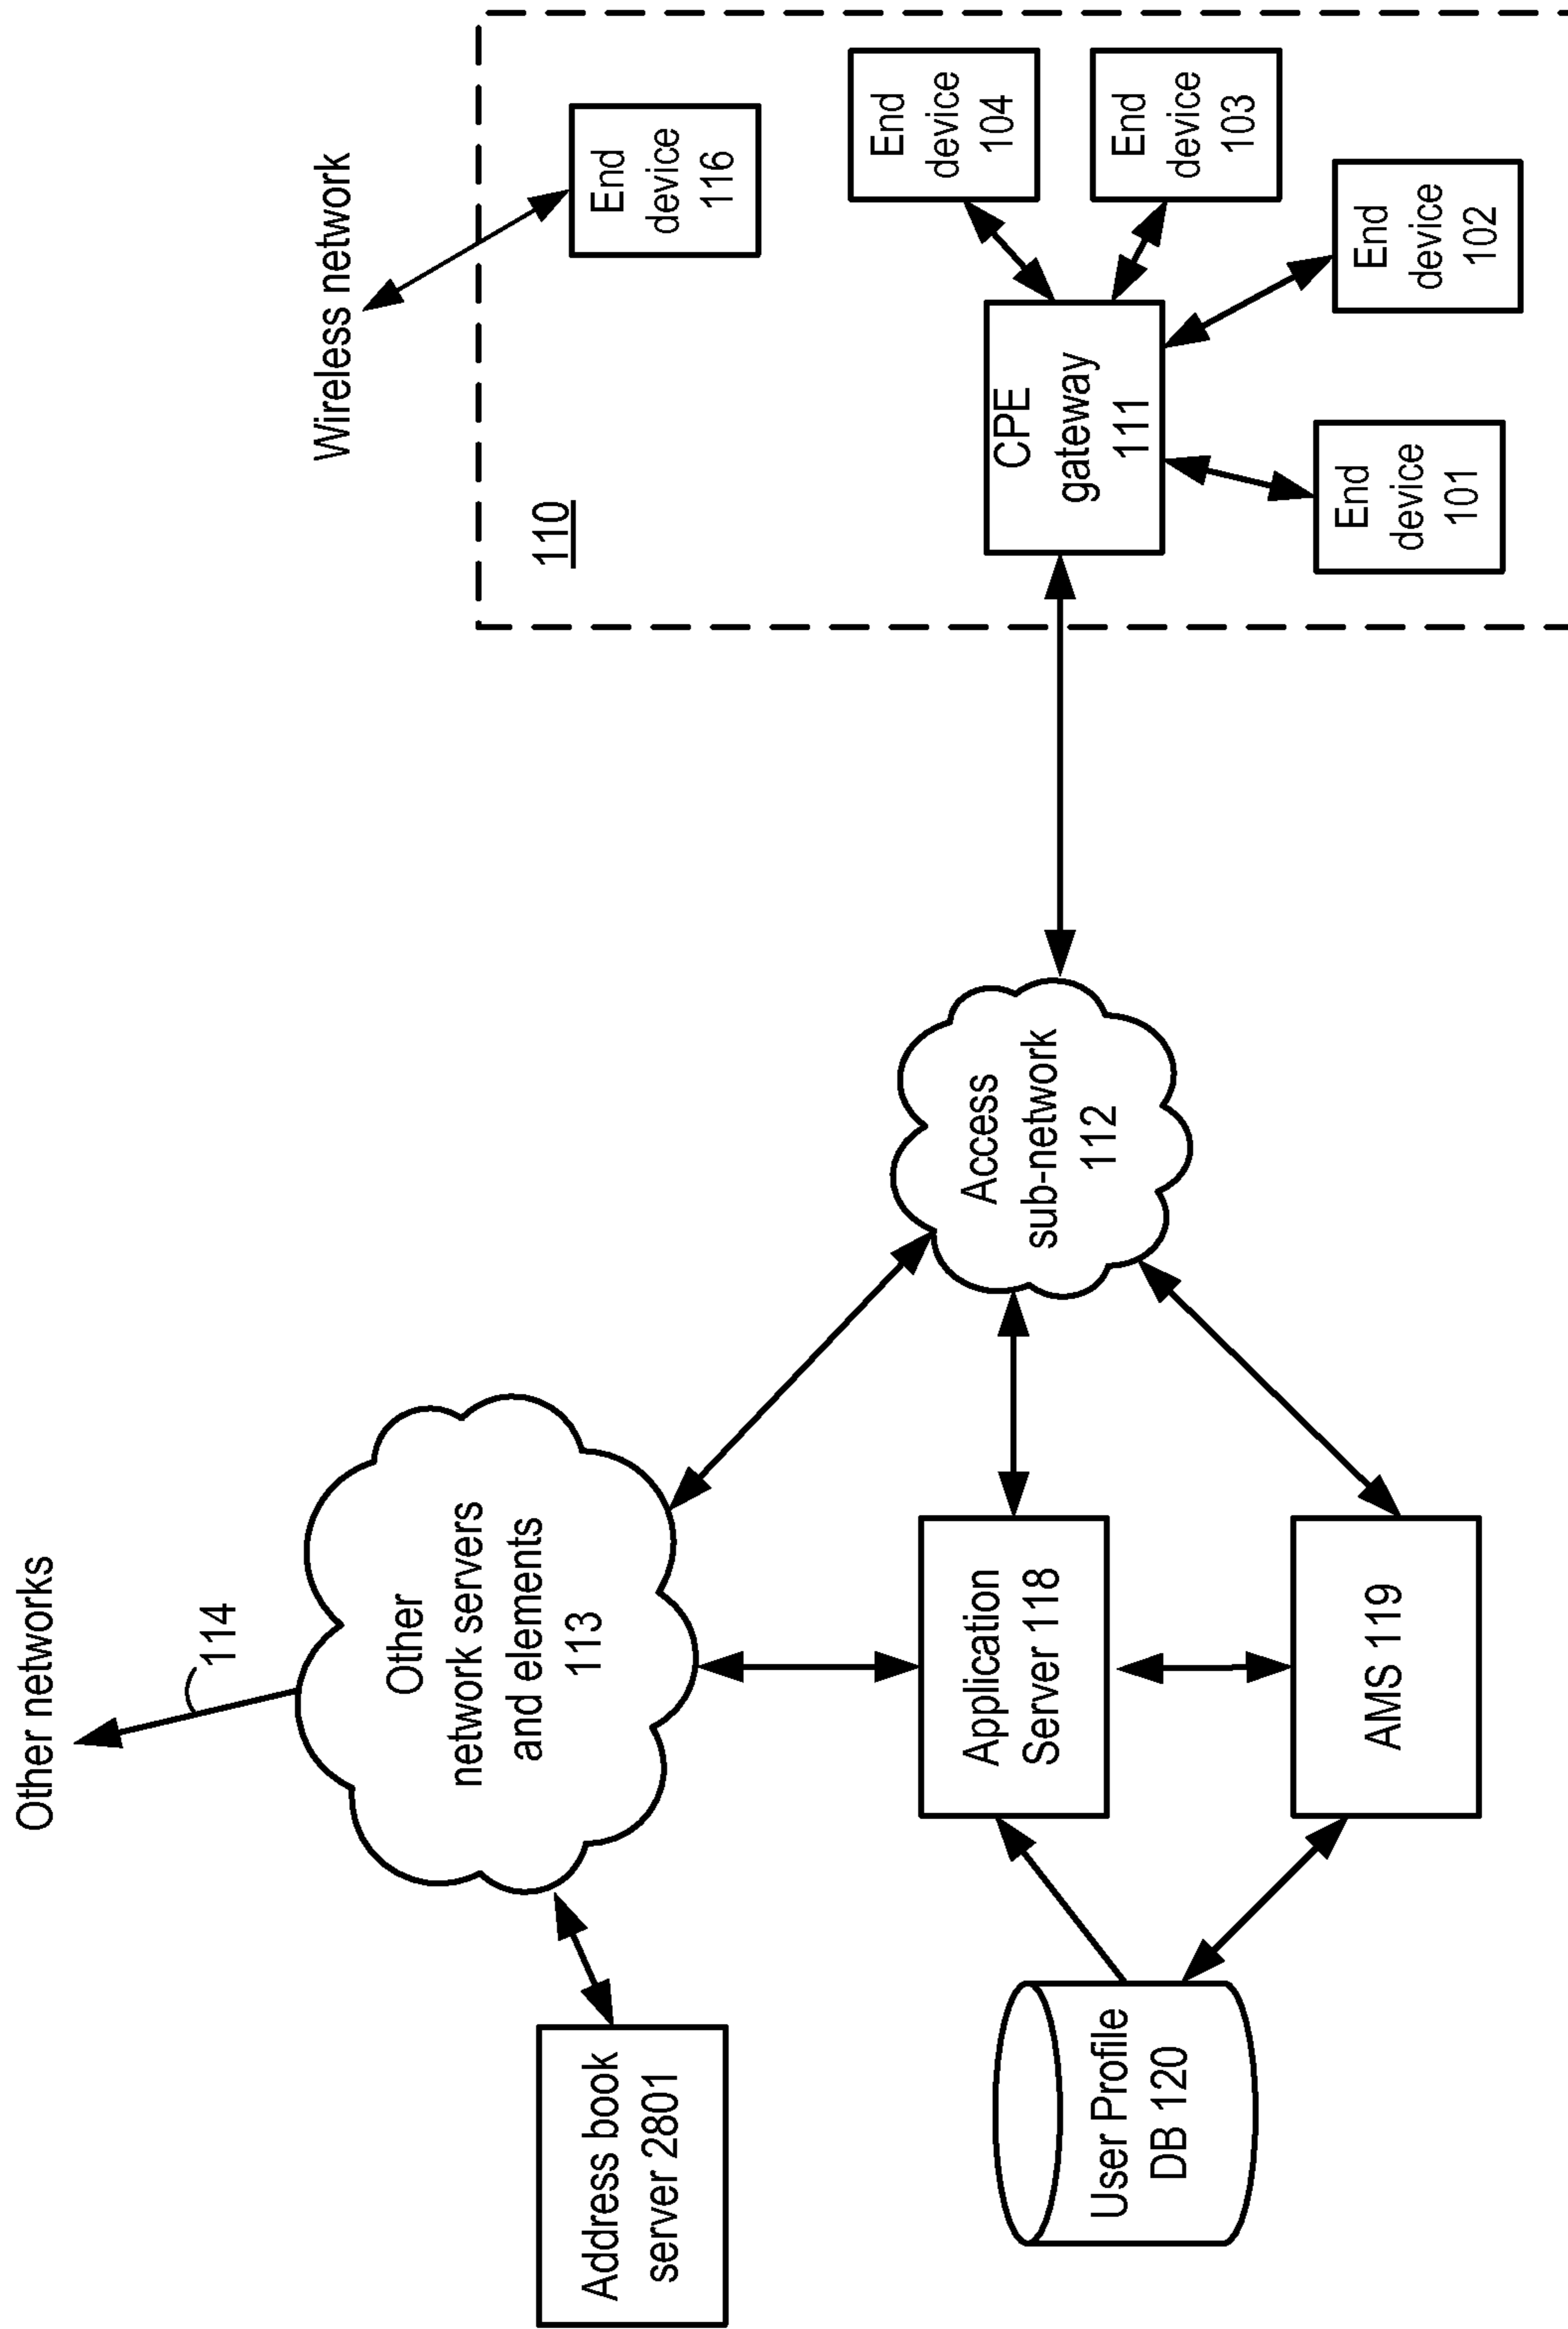 Other networks
114
Wireless network
Address book
server 2801
Other
network servers
and elements
113
110
End
device
116
User Profile
DB 120
Application
Server 118
Access
sub-network
112
CPE
gateway
111
End
device
104
End
device
103
AMS 119
End
device
101
End
device
102